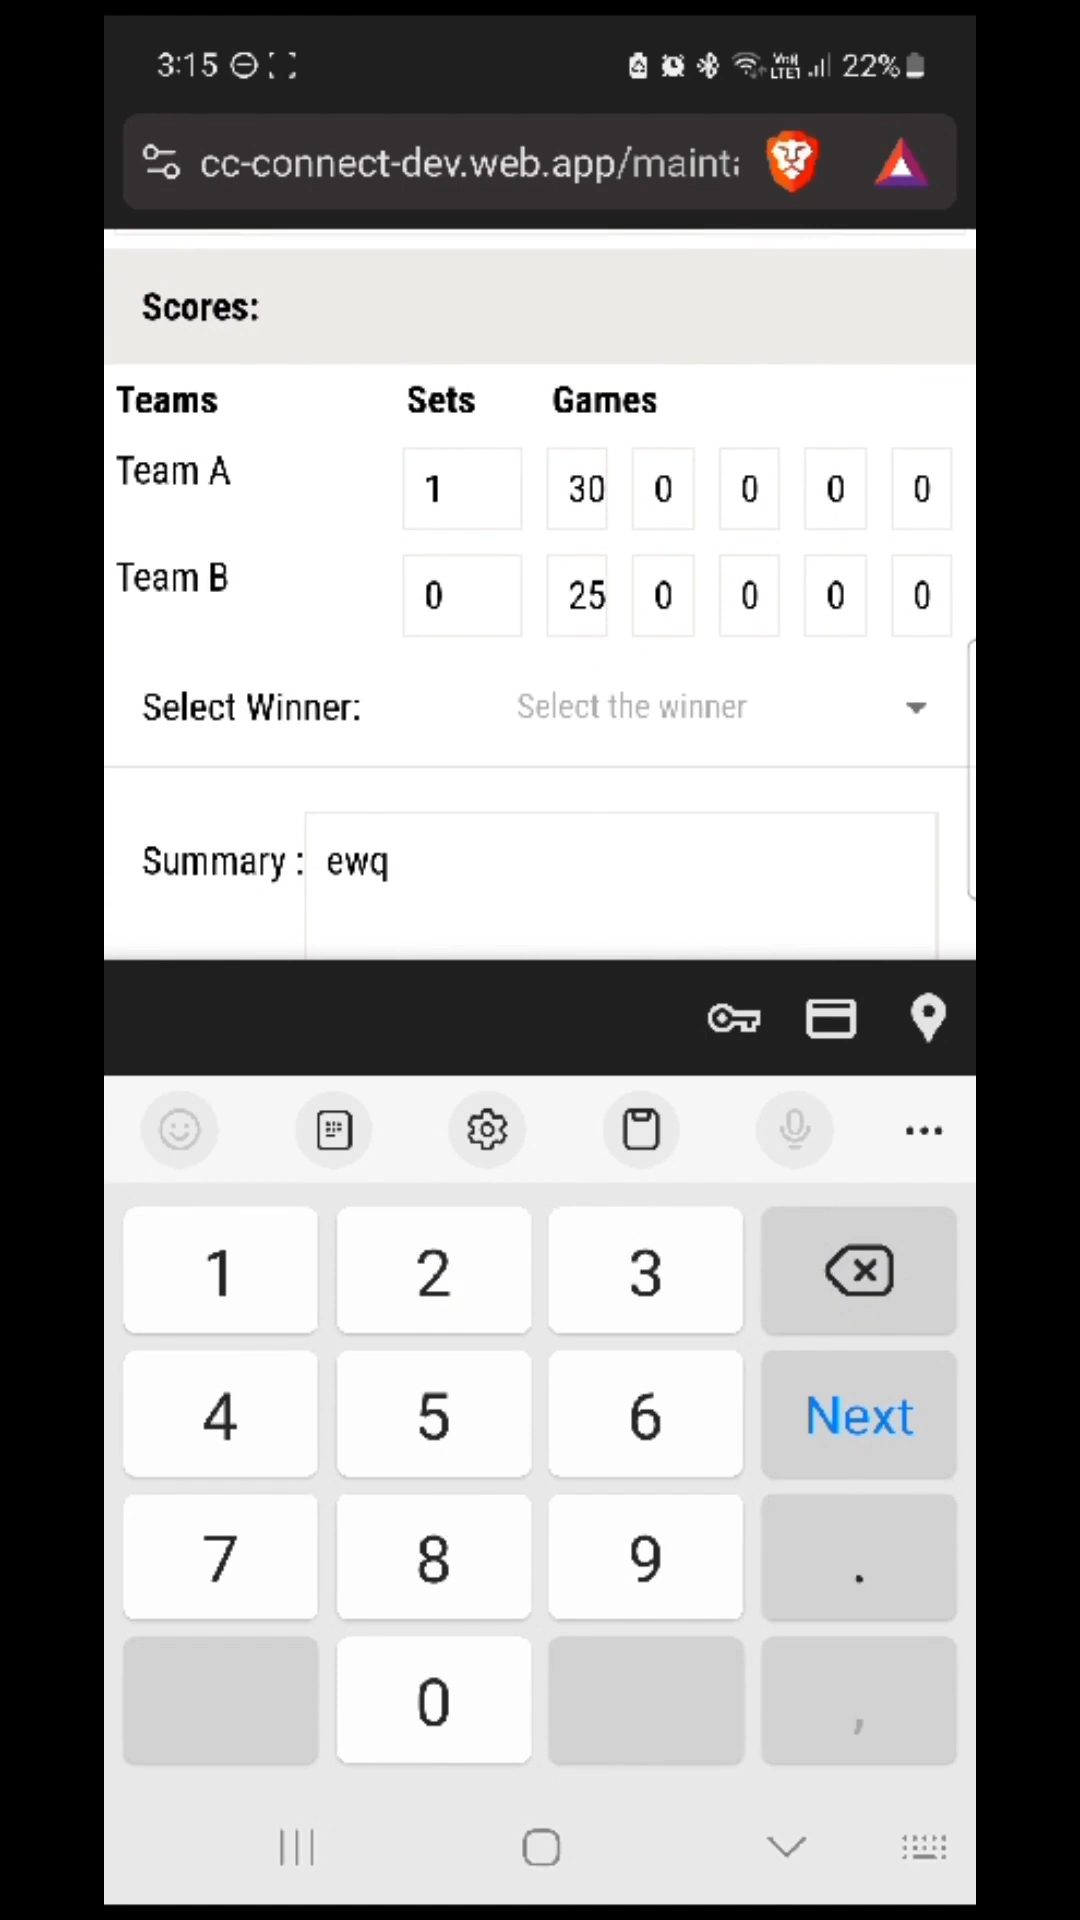 3:15 22%
cc-connect-dev.web.app/maint
Scores:
Teams Sets Games
Team A 1 30 0 0 0 0
Team B 0 25 0 0 0 0
Select Winner: Select the winner
Summary : ewq
1 2 3
4 5 6 Next
7 8 9 .
0 ,